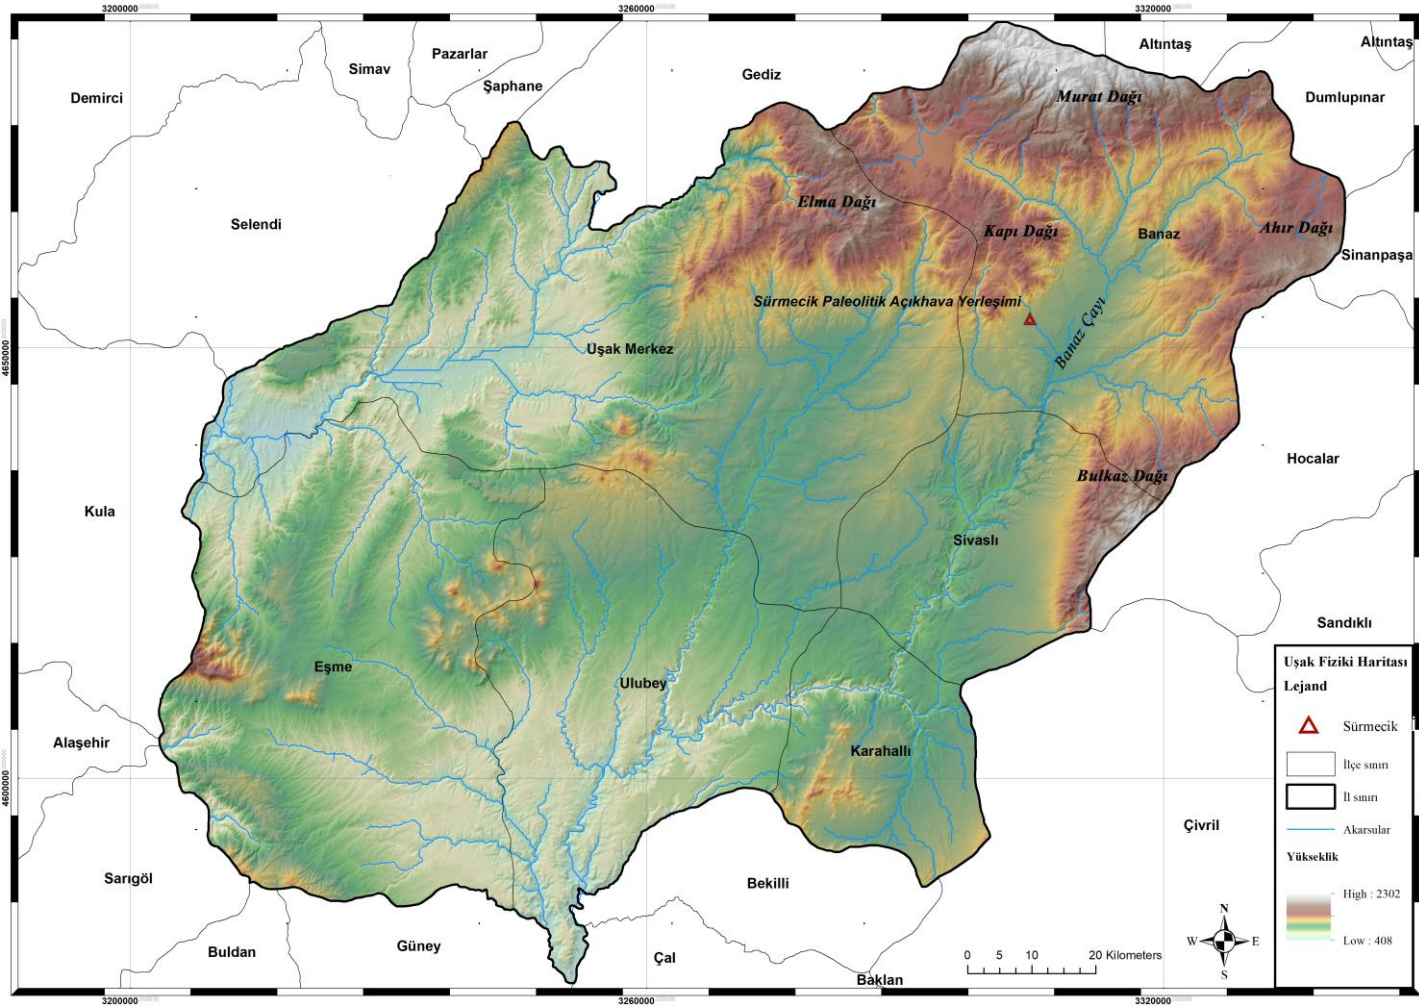 3200000
3260000
3320000
Pazarlar
Altıntaş
Altıntaş
Simav
Gediz
Şaphane
Demirci
Murat Dağı
Dumlupınar
Elma Dağı
Selendi
Kapı Dağı
Banaz
Ahır Dağı
Sinanpaşa
Sürmecik Paleolitik Açıkhava Yerleşimi
Banaz Çayı
4650000
Uşak Merkez
Hocalar
Bulkaz Dağı
Kula
Sivaslı
Sandıklı
Eşme
Ulubey
Alaşehir
Karahallı
4600000
Çivril
Sarıgöl
Bekilli
Buldan
Güney
Çal
Baklan
Uşak Fiziki Haritası
Lejand
Sürmecik
İlçe sınırı
İl sınırı
Akarsular
Yükseklik
High : 2302
Low : 408
N
W E
S
0 5 10 20 Kilometers
3200000
3260000
3320000